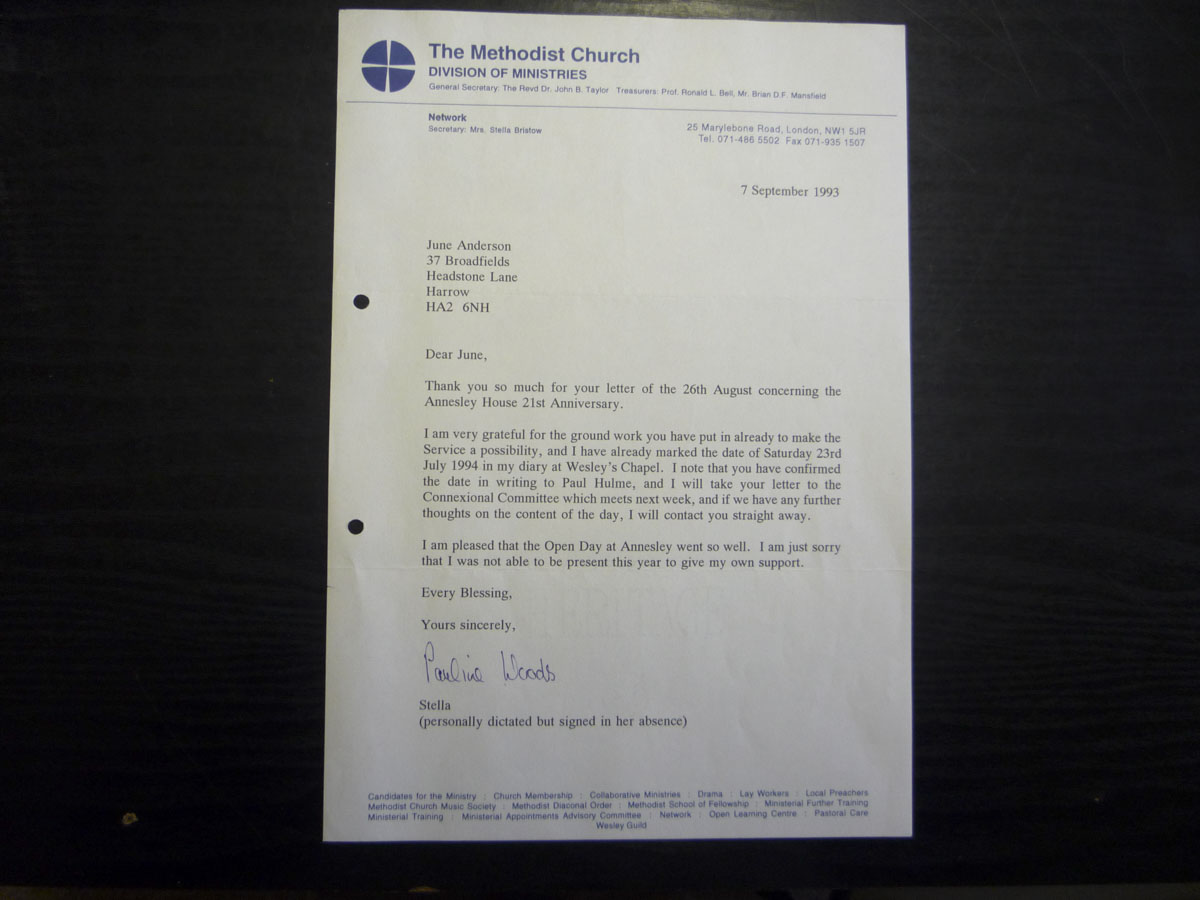 The Methodist Church
DIVISION OF MINISTRIES
General Secretary: The Revd Dr. John B. Taylor Treasurers: Prof. Ronald L. Bell, Mr. Brian D.F. Mansfield
Network
Secretary: Mrs. Stella Bristow
25 Marylebone Road, London, NW1 5JR
Tel. 071-486 5502 Fax 071-935 1507
7 September 1993
June Anderson
37 Broadfields
Headstone Lane
Harrow
HA2 6NH
Dear June,
Thank you so much for your letter of the 26th August concerning the
Annesley House 21st Anniversary.
I am very grateful for the ground work you have put in already to make the
Service a possibility, and I have already marked the date of Saturday 23rd
July 1994 in my diary at Wesley's Chapel. I note that you have confirmed
the date in writing to Paul Hulme, and I will take your letter to the
Connexional Committee which meets next week, and if we have any further
thoughts on the content of the day, I will contact you straight away.
I am pleased that the Open Day at Annesley went so well. I am just sorry
that I was not able to be present this year to give my own support.
Every Blessing,
Yours sincerely,
Pauline Woods
Stella
(personally dictated but signed in her absence)
Candidates for the Ministry : Church Membership : Collaborative Ministries : Drama : Lay Workers : Local Preachers
Methodist Church Music Society : Methodist Diaconal Order : Methodist School of Fellowship : Ministerial Further Training
Ministerial Training : Ministerial Appointments Advisory Committee : Network : Open Learning Centre : Pastoral Care
Wesley Guild